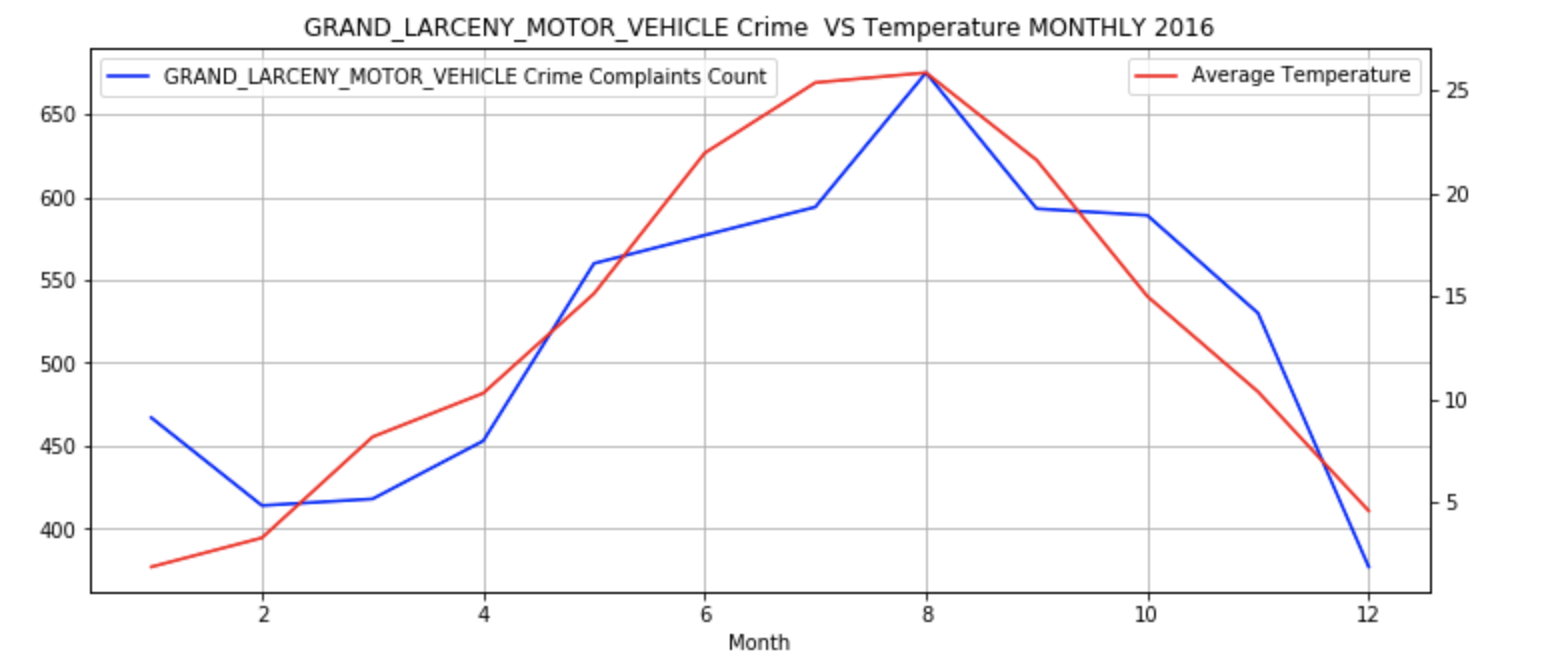 GRAND_LARCENY_MOTOR_VEHICLE Crime  VS Temperature MONTHLY 2016
GRAND_LARCENY_MOTOR_VEHICLE Crime Complaints Count
Average Temperature
650
600
550
500
450
400
25
20
15
10
5
2 4 6 8 10 12
Month